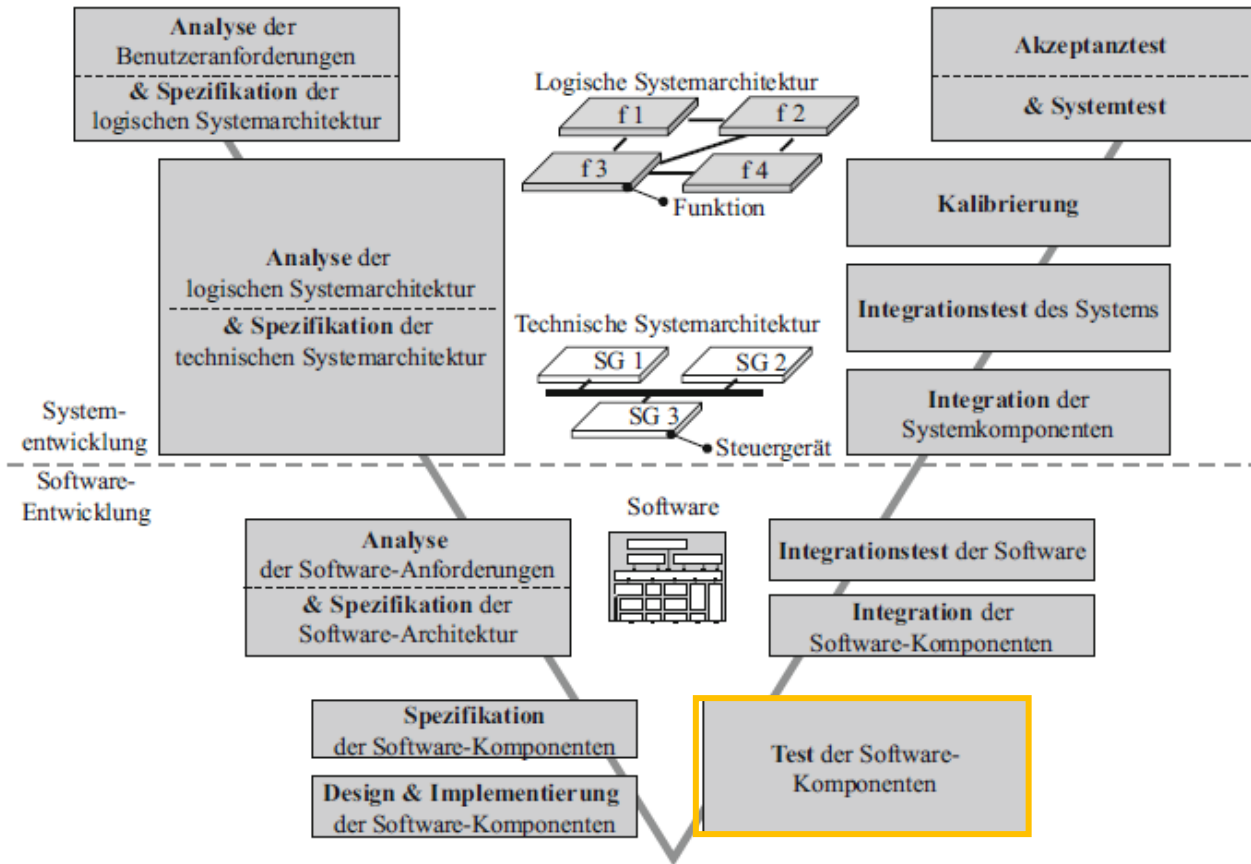 Analyse der
Benutzeranforderungen
& Spezifikation der
logischen Systemarchitektur
Analyse der
logischen Systemarchitektur
& Spezifikation der
technischen Systemarchitektur
System-
entwicklung
Software-
Entwicklung
Analyse
der Software-Anforderungen
& Spezifikation der
Software-Architektur
Spezifikation
der Software-Komponenten
Design & Implementierung
der Software-Komponenten
Logische Systemarchitektur
f 1
f 2
f 3
f 4
Funktion
Technische Systemarchitektur
SG 1
SG 2
SG 3
Steuergerät
Software
Akzeptanztest
& Systemtest
Kalibrierung
Integrationstest des Systems
Integration der
Systemkomponenten
Integrationstest der Software
Integration der
Software-Komponenten
Test der Software-
Komponenten